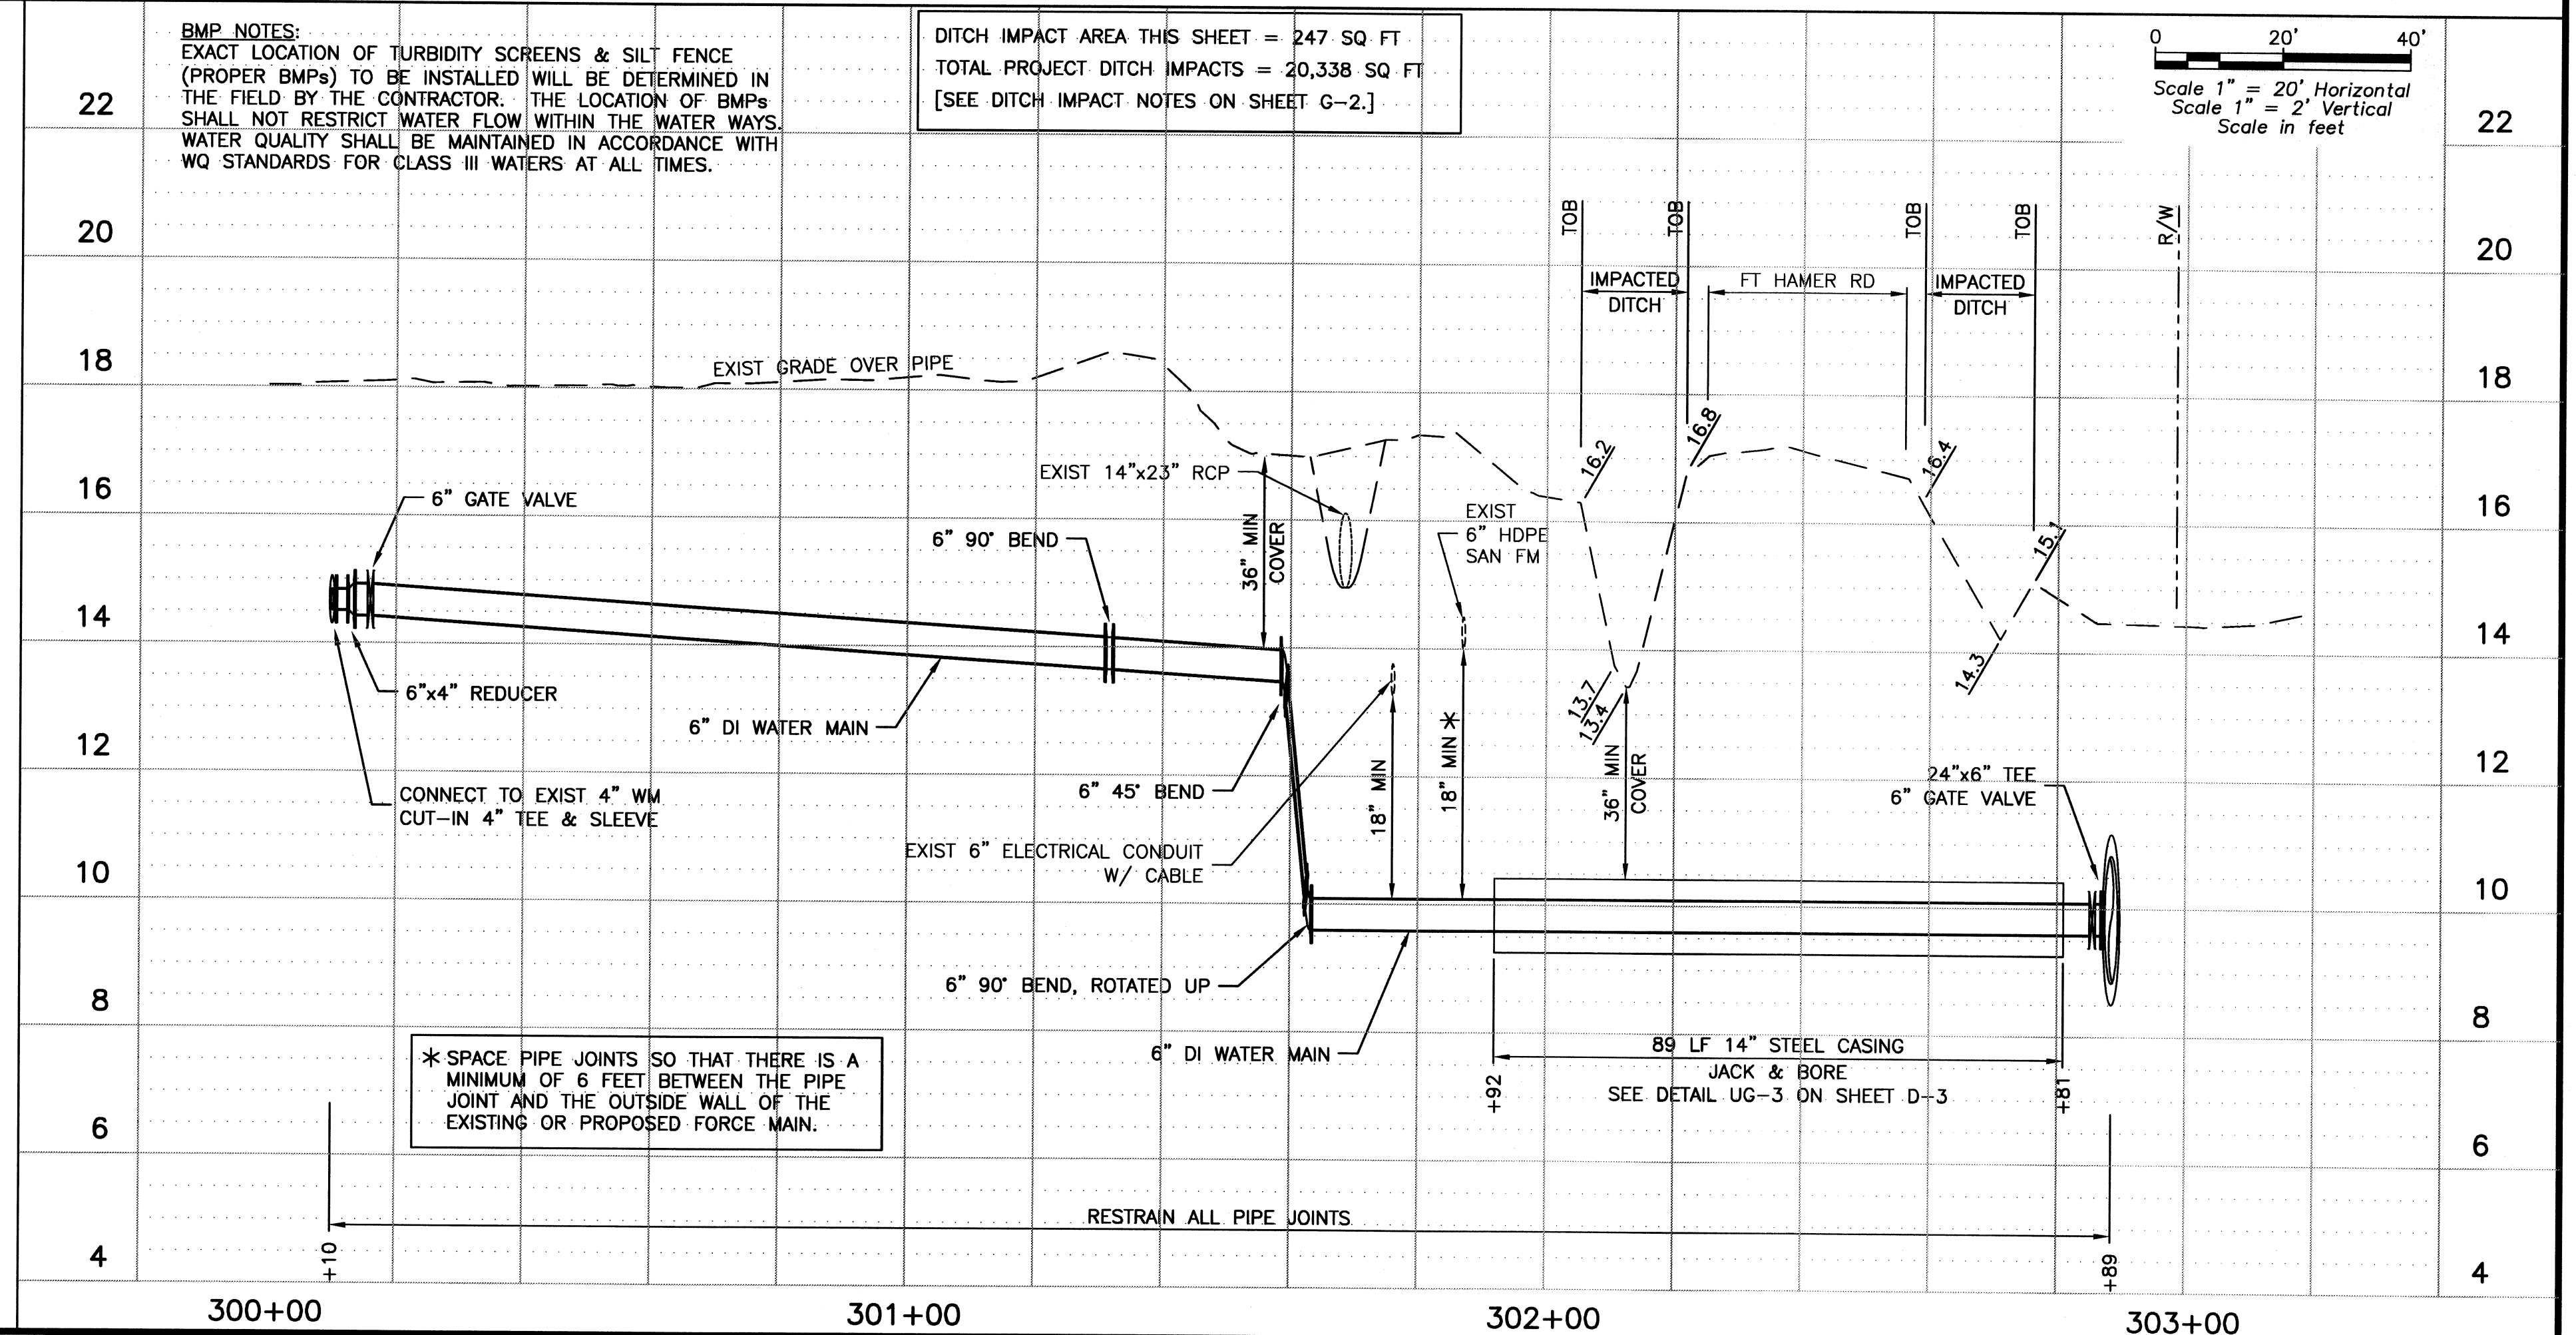 BMP NOTES:
EXACT LOCATION OF TURBIDITY SCREENS & SILT FENCE
(PROPER BMPs) TO BE INSTALLED WILL BE DETERMINED IN
THE FIELD BY THE CONTRACTOR. THE LOCATION OF BMPs
SHALL NOT RESTRICT WATER FLOW WITHIN THE WATER WAYS.
WATER QUALITY SHALL BE MAINTAINED IN ACCORDANCE WITH
WQ STANDARDS FOR CLASS III WATERS AT ALL TIMES.
DITCH IMPACT AREA THIS SHEET = 247 SQ FT
TOTAL PROJECT DITCH IMPACTS = 20,338 SQ FT
[SEE DITCH IMPACT NOTES ON SHEET G-2.]
0 20' 40'
Scale 1" = 20' Horizontal
Scale 1" = 2' Vertical
Scale in feet
22
20
18
16
14
12
10
8
6
4
22
20
18
16
14
12
10
8
6
4
TOB
TOB
TOB
TOB
R/W
IMPACTED
DITCH
FT HAMER RD
IMPACTED
DITCH
EXIST GRADE OVER PIPE
16.2
16.8
16.4
15.1
13.7
13.4
14.3
EXIST 14"x23" RCP
6" GATE VALVE
6" 90° BEND
36" MIN
COVER
EXIST
6" HDPE
SAN FM
6"x4" REDUCER
6" DI WATER MAIN
CONNECT TO EXIST 4" WM
CUT-IN 4" TEE & SLEEVE
6" 45° BEND
EXIST 6" ELECTRICAL CONDUIT
W/ CABLE
18" MIN
18" MIN *
36" MIN
COVER
24"x6" TEE
6" GATE VALVE
6" 90° BEND, ROTATED UP
6" DI WATER MAIN
89 LF 14" STEEL CASING
JACK & BORE
SEE DETAIL UG-3 ON SHEET D-3
+92
+81
* SPACE PIPE JOINTS SO THAT THERE IS A
MINIMUM OF 6 FEET BETWEEN THE PIPE
JOINT AND THE OUTSIDE WALL OF THE
EXISTING OR PROPOSED FORCE MAIN.
RESTRAIN ALL PIPE JOINTS
+10
+89
300+00
301+00
302+00
303+00